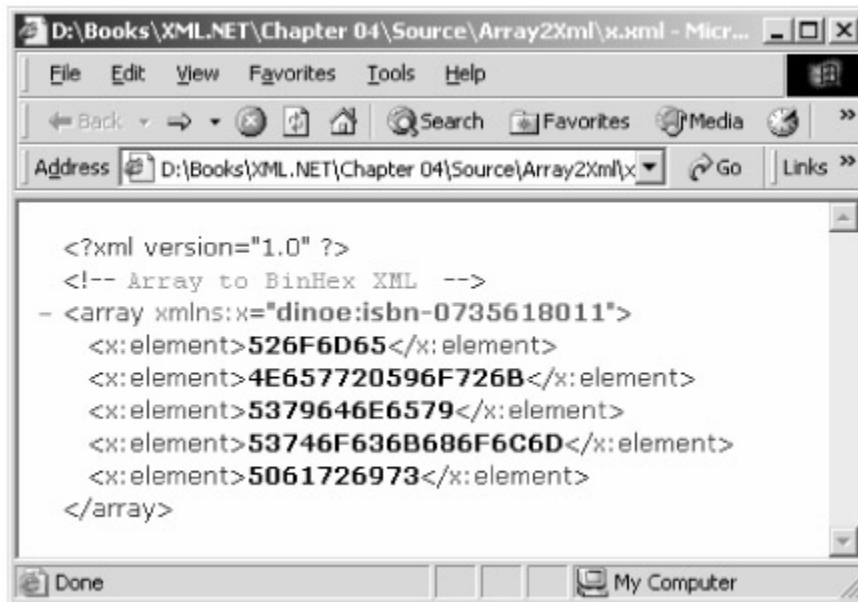 D:\Books\XML.NET\Chapter 04\Source\Array2Xml\x.xml - Micr...
File Edit View Favorites Tools Help
Back Search Favorites Media »
Address D:\Books\XML.NET\Chapter 04\Source\Array2Xml\x Go Links »
<?xml version="1.0" ?>
<!-- Array to BinHex XML -->
– <array xmlns:x="dinoe:isbn-0735618011">
<x:element>526F6D65</x:element>
<x:element>4E657720596F726B</x:element>
<x:element>5379646E6579</x:element>
<x:element>53746F636B686F6C6D</x:element>
<x:element>5061726973</x:element>
</array>
Done My Computer